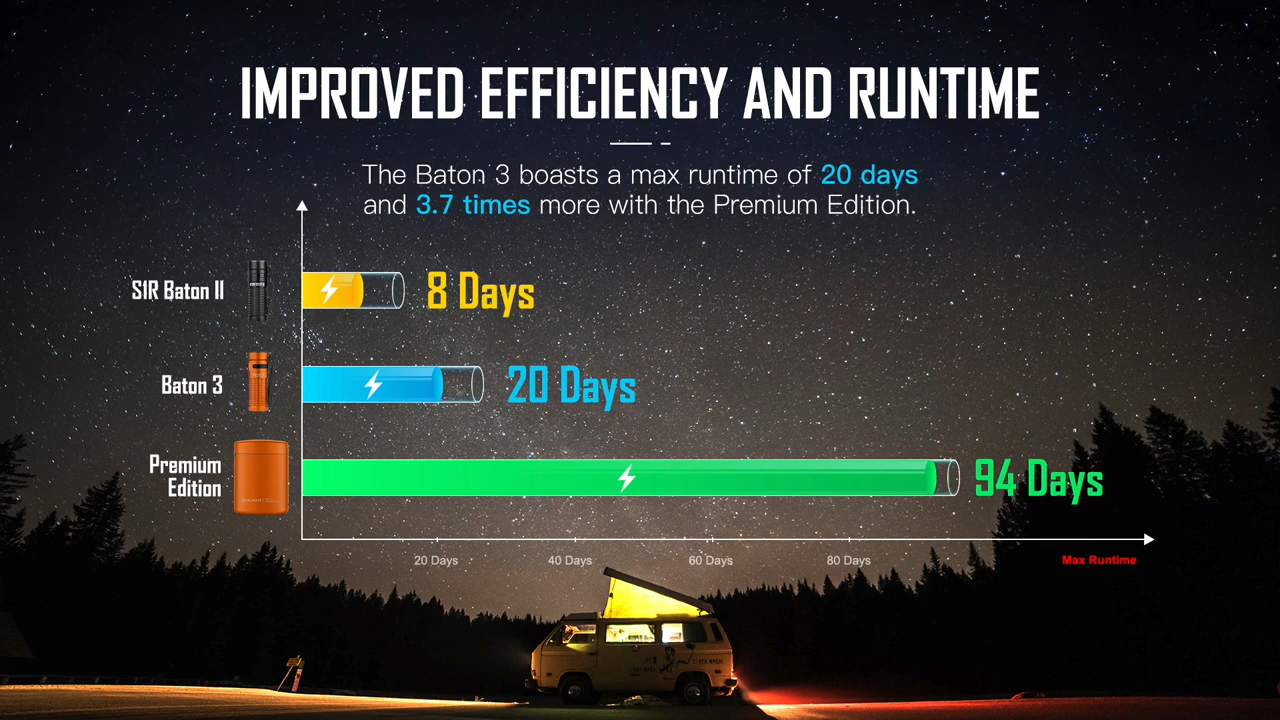 IMPROVED EFFICIENCY AND RUNTIME
The Baton 3 boasts a max runtime of 20 days
and 3.7 times more with the Premium Edition.
S1R Baton II
8 Days
Baton 3
20 Days
Premium
Edition
94 Days
20 Days
40 Days
60 Days
80 Days
Max Runtime